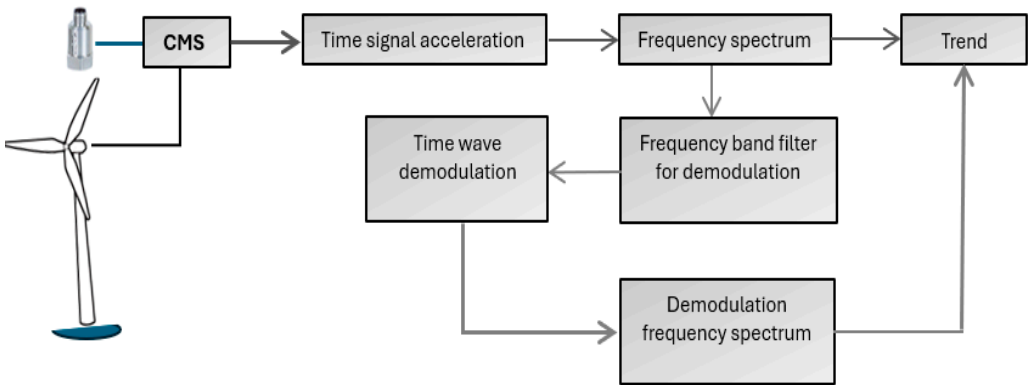 CMS
Time signal acceleration
Frequency spectrum
Trend
Time wave
demodulation
Frequency band filter
for demodulation
Demodulation
frequency spectrum